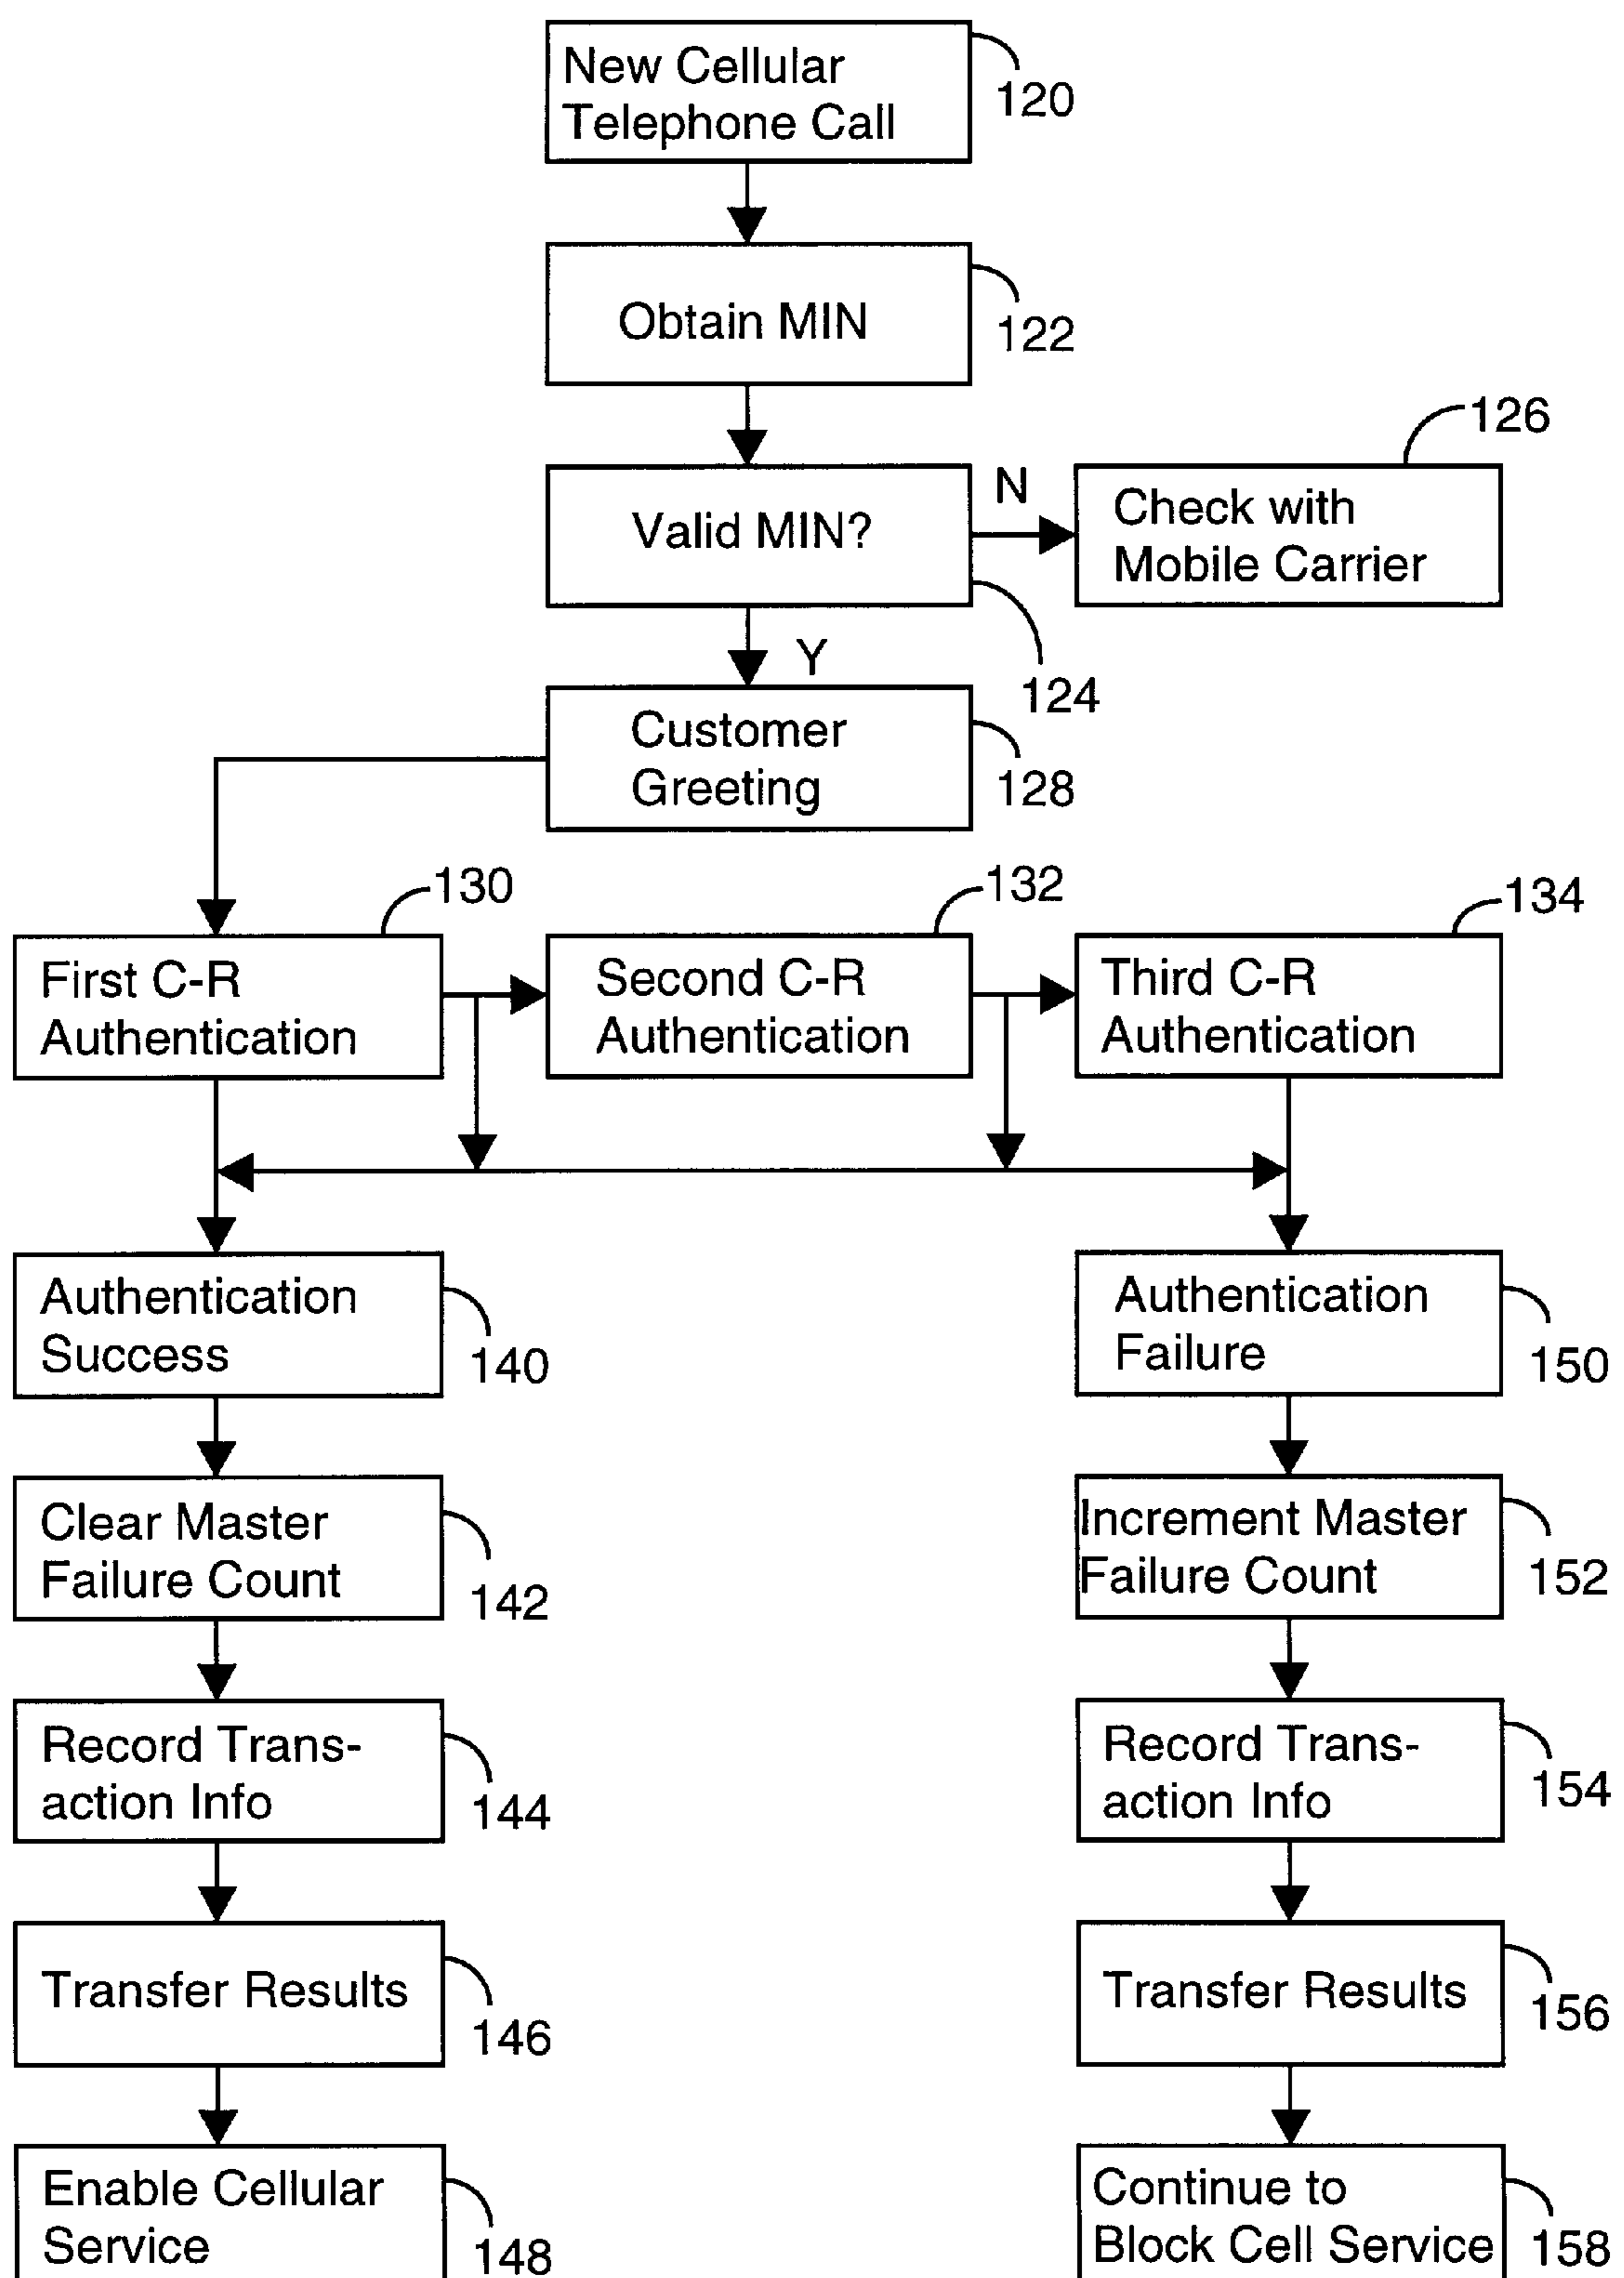 New Cellular
Telephone Call
120
Obtain MIN
122
126
Valid MIN?
N
Check with
Mobile Carrier
Y
124
Customer
Greeting
128
130
132
134
First C-R
Authentication
Second C-R
Authentication
Third C-R
Authentication
Authentication
Success
140
Authentication
Failure
150
Clear Master
Failure Count
142
Increment Master
Failure Count
152
Record Trans-
action Info
144
Record Trans-
action Info
154
Transfer Results
146
Transfer Results
156
Enable Cellular
Service
148
Continue to
Block Cell Service
158